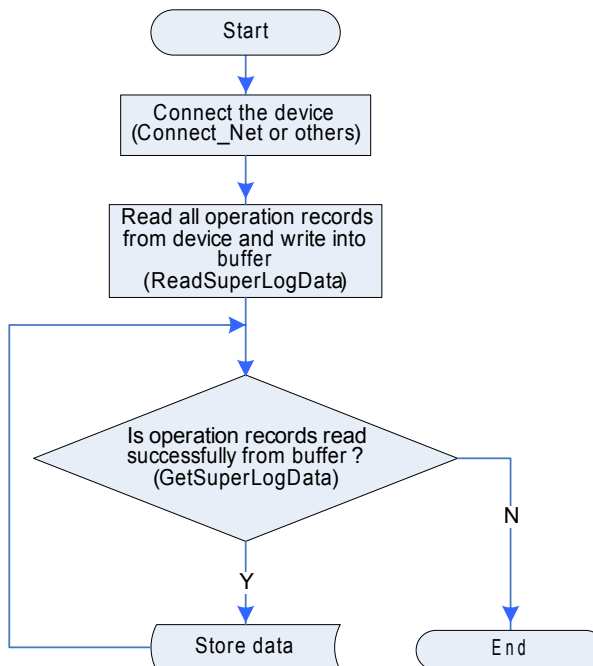 Start
Connect the device
(Connect_Net or others)
Read all operation records
from device and write into
buffer
(ReadSuperLogData)
Is operation records read
successfully from buffer ?
(GetSuperLogData)
N
Y
Store data
End